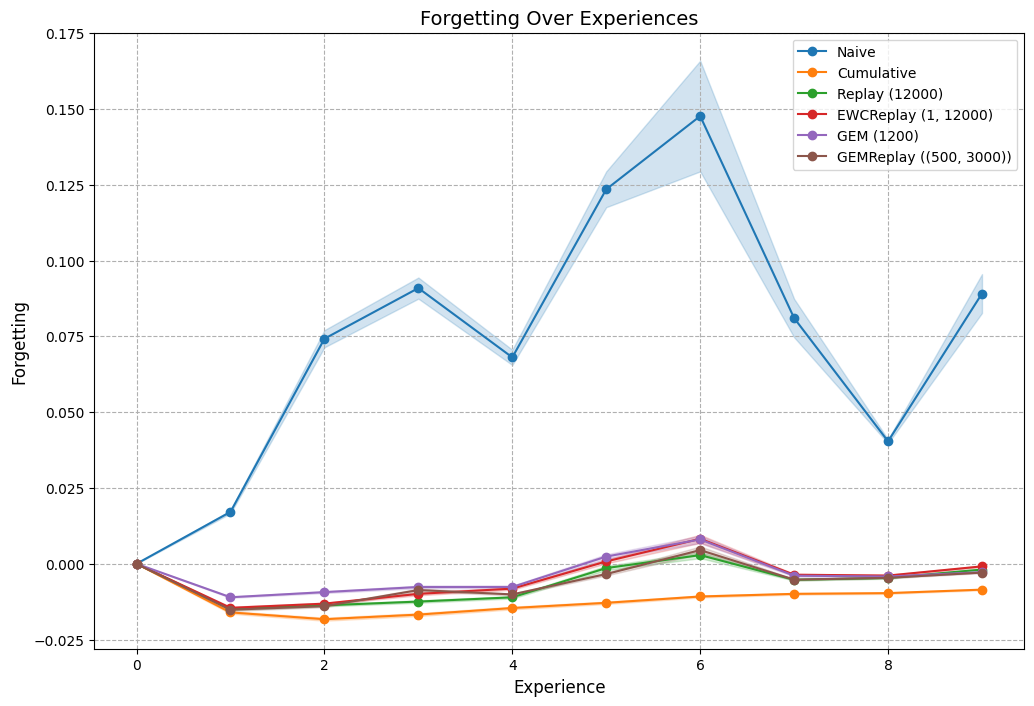 Forgetting Over Experiences
Forgetting
0.175
0.150
0.125
0.100
0.075
0.050
0.025
0.000
−0.025
0
2
4
6
8
Experience
Naive
Cumulative
Replay (12000)
EWCReplay (1, 12000)
GEM (1200)
GEMReplay ((500, 3000))